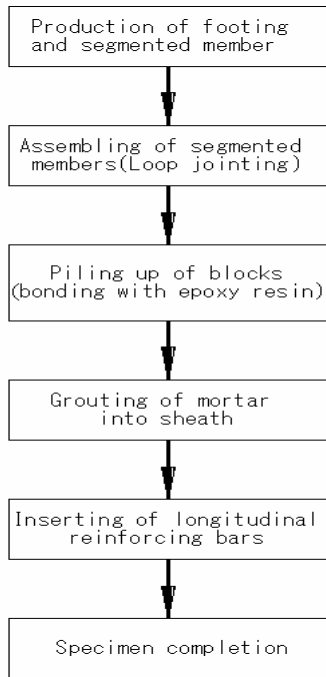 Production of footing
and segmented member
Assembling of segmented
members(Loop jointing)
Piling up of blocks
(bonding with epoxy resin)
Grouting of mortar
into sheath
Inserting of longitudinal
reinforcing bars
Specimen completion